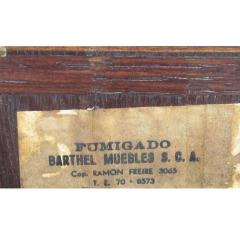 FUMIGADO
BARTHEL MUEBLES S. C. A.
Cap. RAMON FREIRE 3065
T. E. 70 - 8573